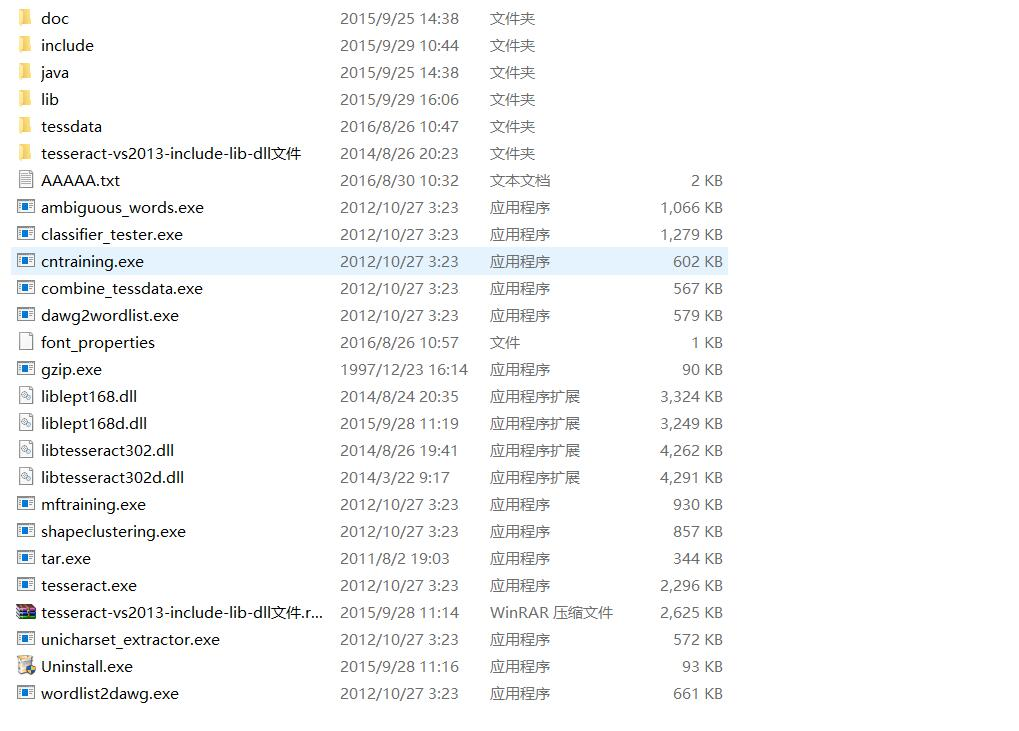 doc 2015/9/25 14:38 文件夹
include 2015/9/29 10:44 文件夹
java 2015/9/25 14:38 文件夹
lib 2015/9/29 16:06 文件夹
tessdata 2016/8/26 10:47 文件夹
tesseract-vs2013-include-lib-dll文件 2014/8/26 20:23 文件夹
AAAAA.txt 2016/8/30 10:32 文本文档 2 KB
ambiguous_words.exe 2012/10/27 3:23 应用程序 1,066 KB
classifier_tester.exe 2012/10/27 3:23 应用程序 1,279 KB
cntraining.exe 2012/10/27 3:23 应用程序 602 KB
combine_tessdata.exe 2012/10/27 3:23 应用程序 567 KB
dawg2wordlist.exe 2012/10/27 3:23 应用程序 579 KB
font_properties 2016/8/26 10:57 文件 1 KB
gzip.exe 1997/12/23 16:14 应用程序 90 KB
liblept168.dll 2014/8/24 20:35 应用程序扩展 3,324 KB
liblept168d.dll 2015/9/28 11:19 应用程序扩展 3,249 KB
libtesseract302.dll 2014/8/26 19:41 应用程序扩展 4,262 KB
libtesseract302d.dll 2014/3/22 9:17 应用程序扩展 4,291 KB
mftraining.exe 2012/10/27 3:23 应用程序 930 KB
shapeclustering.exe 2012/10/27 3:23 应用程序 857 KB
tar.exe 2011/8/2 19:03 应用程序 344 KB
tesseract.exe 2012/10/27 3:23 应用程序 2,296 KB
tesseract-vs2013-include-lib-dll文件.r... 2015/9/28 11:14 WinRAR 压缩文件 2,625 KB
unicharset_extractor.exe 2012/10/27 3:23 应用程序 572 KB
Uninstall.exe 2015/9/28 11:16 应用程序 93 KB
wordlist2dawg.exe 2012/10/27 3:23 应用程序 661 KB